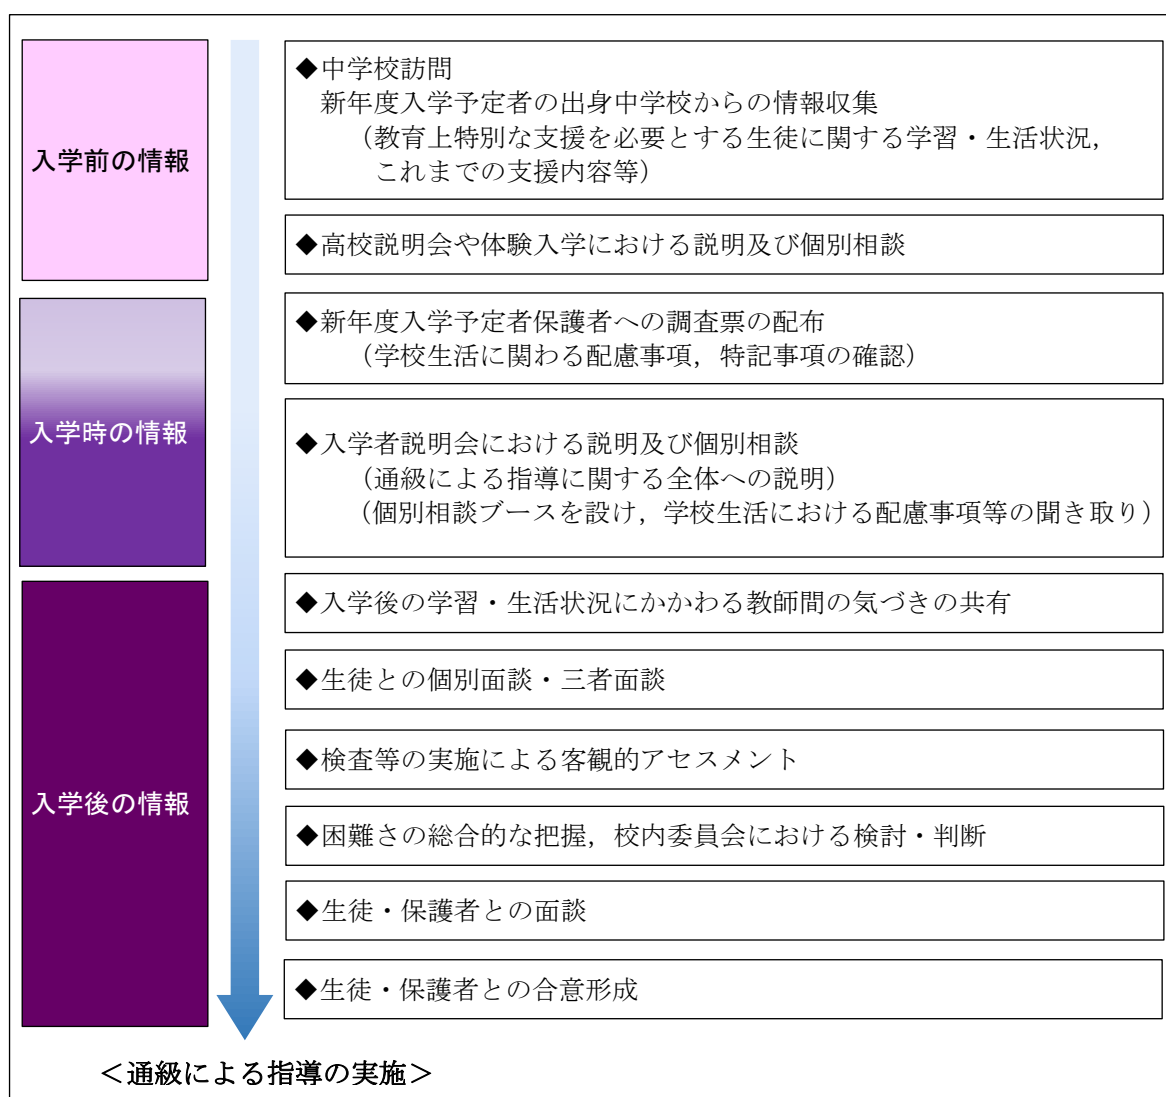 入学前の情報
◆中学校訪問
新年度入学予定者の出身中学校からの情報収集
（教育上特別な支援を必要とする生徒に関する学習・生活状況，
これまでの支援内容等）
◆高校説明会や体験入学における説明及び個別相談
入学時の情報
◆新年度入学予定者保護者への調査票の配布
（学校生活に関わる配慮事項，特記事項の確認）
◆入学者説明会における説明及び個別相談
（通級による指導に関する全体への説明）
（個別相談ブースを設け，学校生活における配慮事項等の聞き取り）
入学後の情報
◆入学後の学習・生活状況にかかわる教師間の気づきの共有
◆生徒との個別面談・三者面談
◆検査等の実施による客観的アセスメント
◆困難さの総合的な把握，校内委員会における検討・判断
◆生徒・保護者との面談
◆生徒・保護者との合意形成
＜通級による指導の実施＞